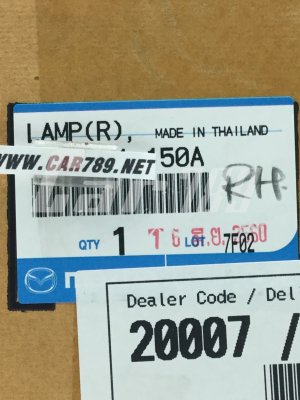 LAMP(R), MADE IN THAILAND
WWW.CAR789.NET
150A
RH
QTY 1 LOT 7F02
Dealer Code / Del
20007 /